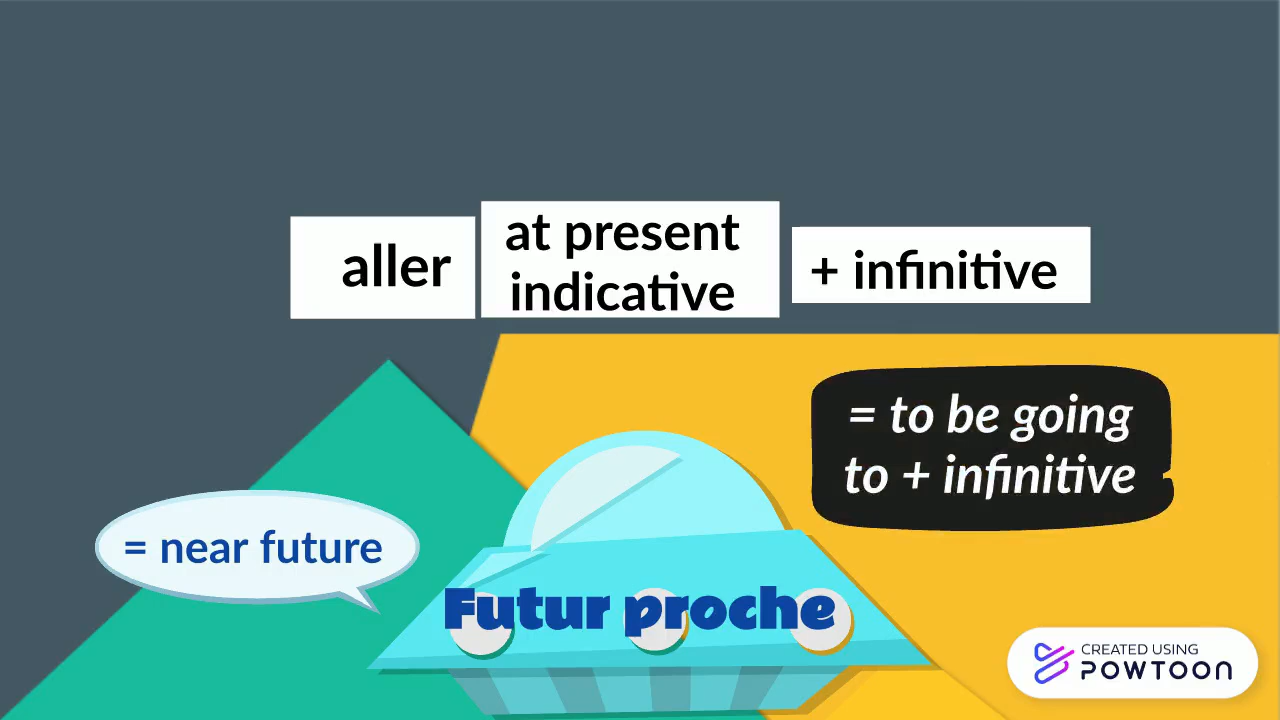 aller
at present
indicative
+ infinitive
= to be going
to + infinitive
= near future
Futur proche
CREATED USING
POWTOON